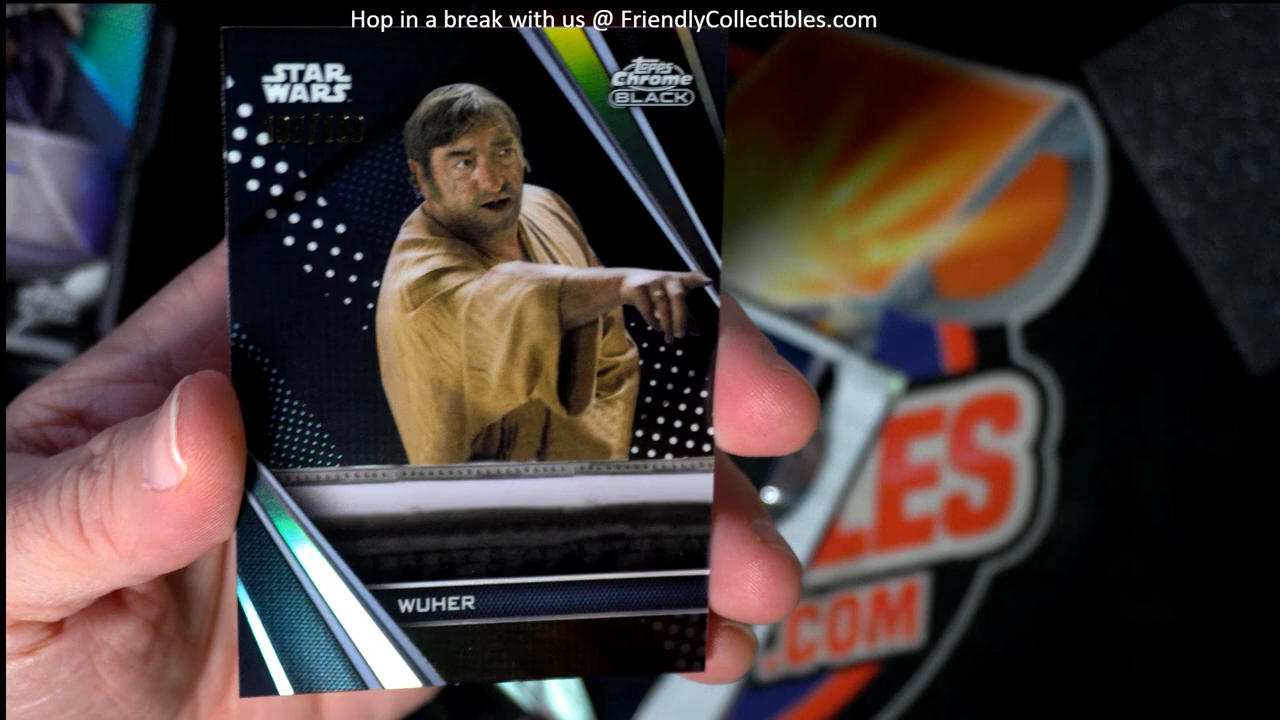 Hop in a break with us @ FriendlyCollectibles.com
STAR
WARS
TOPPS
Chrome
BLACK
WUHER
LES
.COM